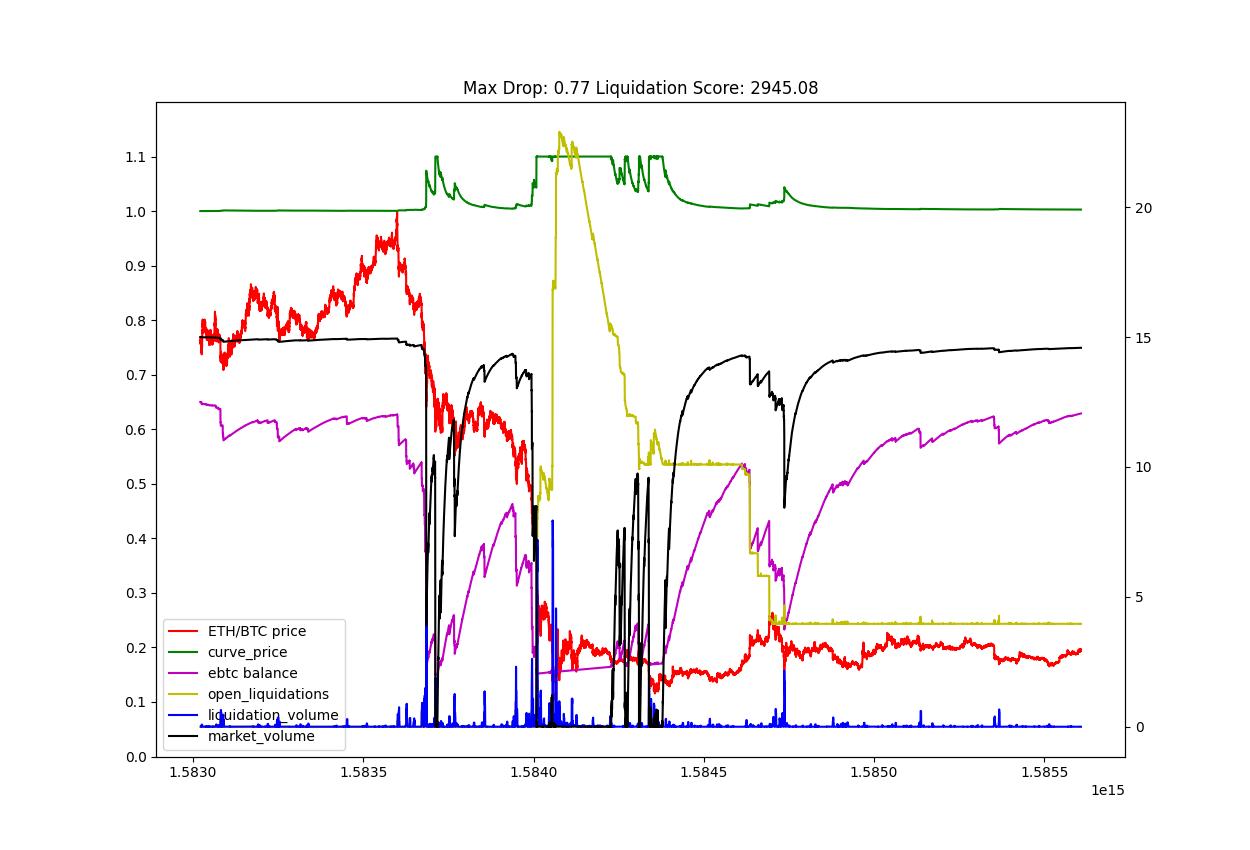 Max Drop: 0.77 Liquidation Score: 2945.08
1.1
1.0
0.9
0.8
0.7
0.6
0.5
0.4
0.3
0.2
0.1
0.0
20
15
10
5
0
ETH/BTC price
curve_price
ebtc balance
open_liquidations
liquidation_volume
market_volume
1.5830 1.5835 1.5840 1.5845 1.5850 1.5855
1e15